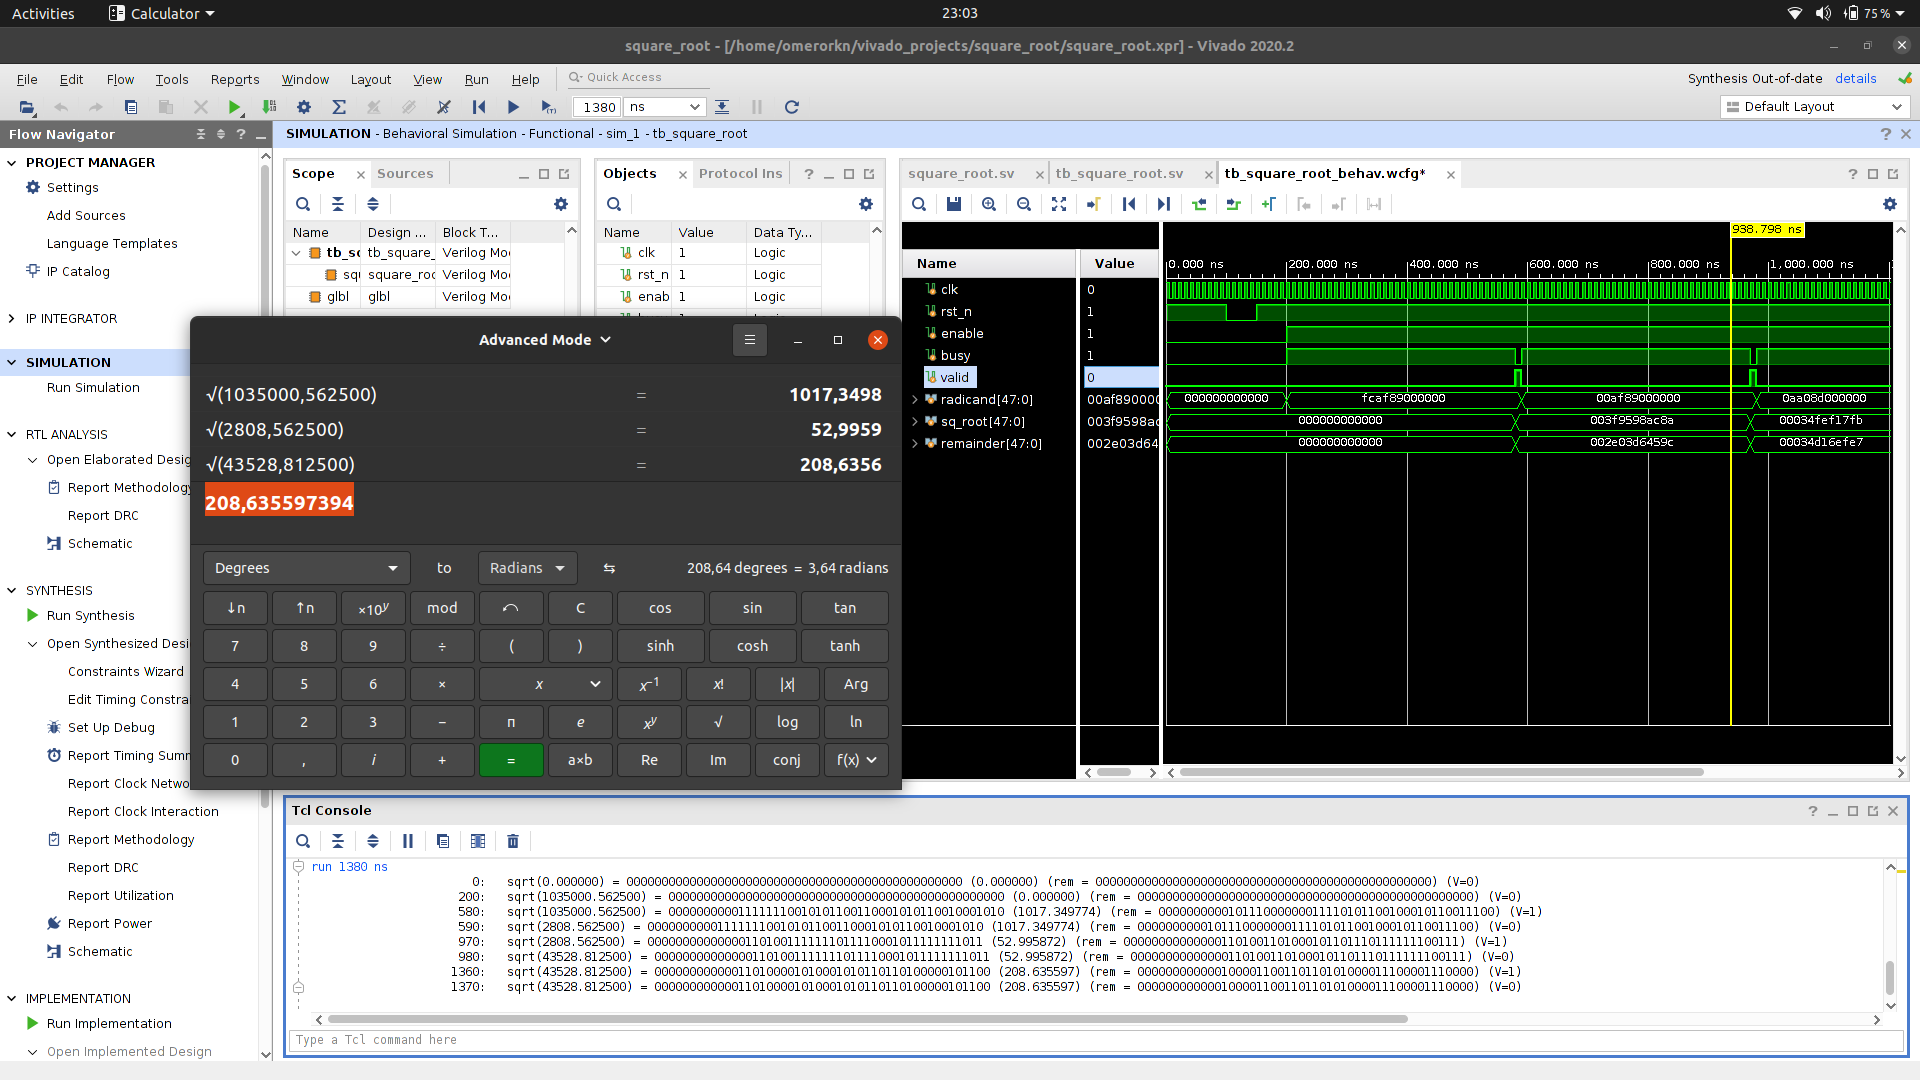 Activities
Calculator
23:03
75 %
square_root - [/home/omerorkn/vivado_projects/square_root/square_root.xpr] - Vivado 2020.2
File Edit Flow Tools Reports Window Layout View Run Help
Quick Access
Synthesis Out-of-date details
1380 ns
Default Layout
Flow Navigator
SIMULATION - Behavioral Simulation - Functional - sim_1 - tb_square_root
PROJECT MANAGER
Settings
Add Sources
Language Templates
IP Catalog
IP INTEGRATOR
SIMULATION
Run Simulation
RTL ANALYSIS
Open Elaborated Desig
Report Methodology
Report DRC
Schematic
SYNTHESIS
Run Synthesis
Open Synthesized Desi
Constraints Wizard
Edit Timing Constra
Set Up Debug
Report Timing Summ
Report Clock Netwo
Report Clock Interaction
Report Methodology
Report DRC
Report Utilization
Report Power
Schematic
IMPLEMENTATION
Run Implementation
Open Implemented Design
Scope Sources
Name Design ... Block T...
tb_sq tb_square_ Verilog Mod
squ square_roo Verilog Mod
glbl glbl Verilog Mod
Objects Protocol Ins
Name Value Data Ty...
clk 1 Logic
rst_n 1 Logic
enab 1 Logic
square_root.sv tb_square_root.sv tb_square_root_behav.wcfg*
938.798 ns
Name Value
0.000 ns 200.000 ns 400.000 ns 600.000 ns 800.000 ns 1,000.000 ns
clk 0
rst_n 1
enable 1
busy 1
valid 0
radicand[47:0] 00af890000 000000000000 fcaf89000000 00af89000000 0aa08d000000
sq_root[47:0] 003f9598ac 000000000000 003f9598ac8a 00034fef17fb
remainder[47:0] 002e03d64 000000000000 002e03d6459c 00034d16efe7
Advanced Mode
√(1035000,562500) = 1017,3498
√(2808,562500) = 52,9959
√(43528,812500) = 208,6356
208,635597394
Degrees to Radians 208,64 degrees = 3,64 radians
↓n ↑n ×10y mod C cos sin tan
7 8 9 ÷ ( ) sinh cosh tanh
4 5 6 × x x−1 x! |x| Arg
1 2 3 − π e xy √ log ln
0 , i + = a×b Re Im conj f(x)
Tcl Console
run 1380 ns
0: sqrt(0.000000) = 000000000000000000000000000000000000000000000000 (0.000000) (rem = 000000000000000000000000000000000000000000000000) (V=0)
200: sqrt(1035000.562500) = 000000000000000000000000000000000000000000000000 (0.000000) (rem = 000000000000000000000000000000000000000000000000) (V=0)
580: sqrt(1035000.562500) = 000000000011111110010101100110001010110010001010 (1017.349774) (rem = 000000000010111000000011110101100100010110011100) (V=1)
590: sqrt(2808.562500) = 000000000011111110010101100110001010110010001010 (1017.349774) (rem = 000000000010111000000011110101100100010110011100) (V=0)
970: sqrt(2808.562500) = 000000000000001101001111111011110001011111111011 (52.995872) (rem = 000000000000001101001101000101101110111111100111) (V=1)
980: sqrt(43528.812500) = 000000000000001101001111111011110001011111111011 (52.995872) (rem = 000000000000001101001101000101101110111111100111) (V=0)
1360: sqrt(43528.812500) = (208.635597) (V=1)
1370: sqrt(43528.812500) = (208.635597) (V=0)
Type a Tcl command here